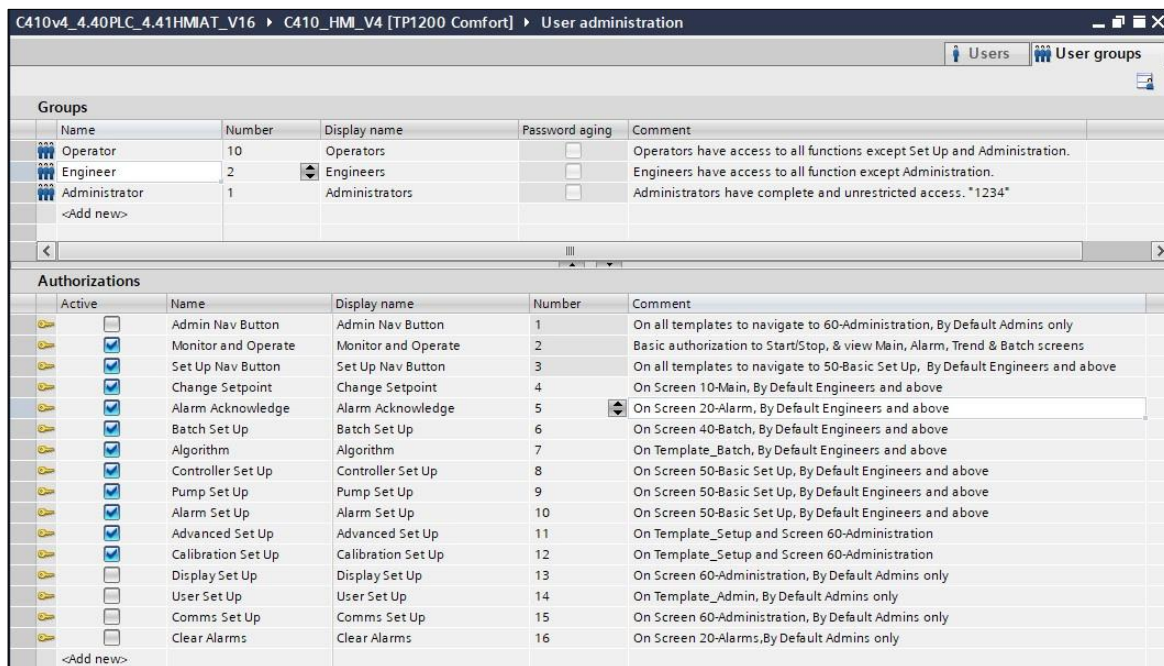 C410v4_4.40PLC_4.41HMIAT_V16 ▸ C410_HMI_V4 [TP1200 Comfort] ▸ User administration
Users User groups
Groups
Name Number Display name Password aging Comment
Operator 10 Operators Operators have access to all functions except Set Up and Administration.
Engineer 2 Engineers Engineers have access to all function except Administration.
Administrator 1 Administrators Administrators have complete and unrestricted access. "1234"
<Add new>
Authorizations
Active Name Display name Number Comment
Admin Nav Button Admin Nav Button 1 On all templates to navigate to 60-Administration, By Default Admins only
Monitor and Operate Monitor and Operate 2 Basic authorization to Start/Stop, & view Main, Alarm, Trend & Batch screens
Set Up Nav Button Set Up Nav Button 3 On all templates to navigate to 50-Basic Set Up, By Default Engineers and above
Change Setpoint Change Setpoint 4 On Screen 10-Main, By Default Engineers and above
Alarm Acknowledge Alarm Acknowledge 5 On Screen 20-Alarm, By Default Engineers and above
Batch Set Up Batch Set Up 6 On Screen 40-Batch, By Default Engineers and above
Algorithm Algorithm 7 On Template_Batch, By Default Engineers and above
Controller Set Up Controller Set Up 8 On Screen 50-Basic Set Up, By Default Engineers and above
Pump Set Up Pump Set Up 9 On Screen 50-Basic Set Up, By Default Engineers and above
Alarm Set Up Alarm Set Up 10 On Screen 50-Basic Set Up, By Default Engineers and above
Advanced Set Up Advanced Set Up 11 On Template_Setup and Screen 60-Administration
Calibration Set Up Calibration Set Up 12 On Template_Setup and Screen 60-Administration
Display Set Up Display Set Up 13 On Screen 60-Administration, By Default Admins only
User Set Up User Set Up 14 On Template_Admin, By Default Admins only
Comms Set Up Comms Set Up 15 On Screen 60-Administration, By Default Admins only
Clear Alarms Clear Alarms 16 On Screen 20-Alarms,By Default Admins only
<Add new>